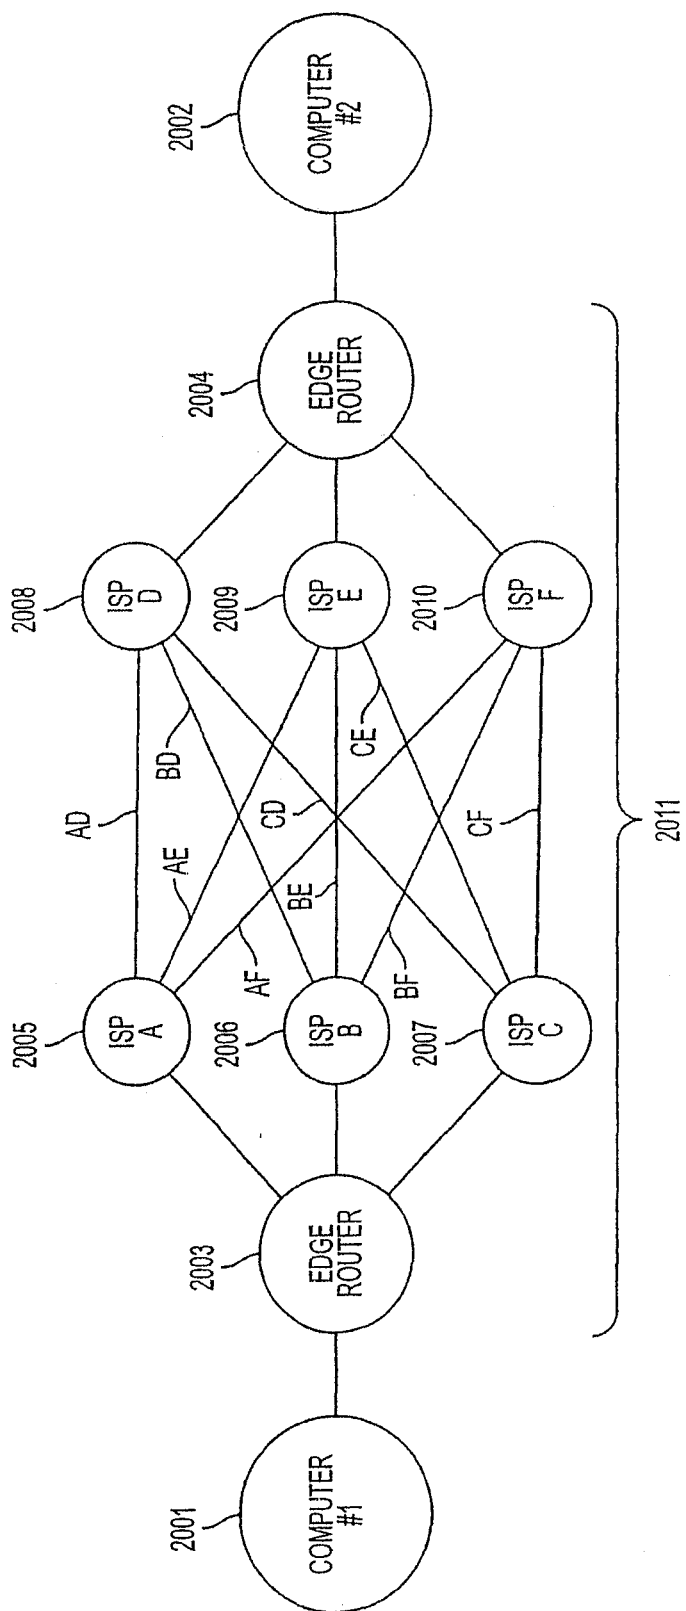 2001
COMPUTER
#1
2003
EDGE
ROUTER
2005
ISP
A
2006
ISP
B
2007
ISP
C
AD
AE
BD
AF
CD
BE
CE
BF
CF
2008
ISP
D
2009
ISP
E
2010
ISP
F
2004
EDGE
ROUTER
2002
COMPUTER
#2
2011